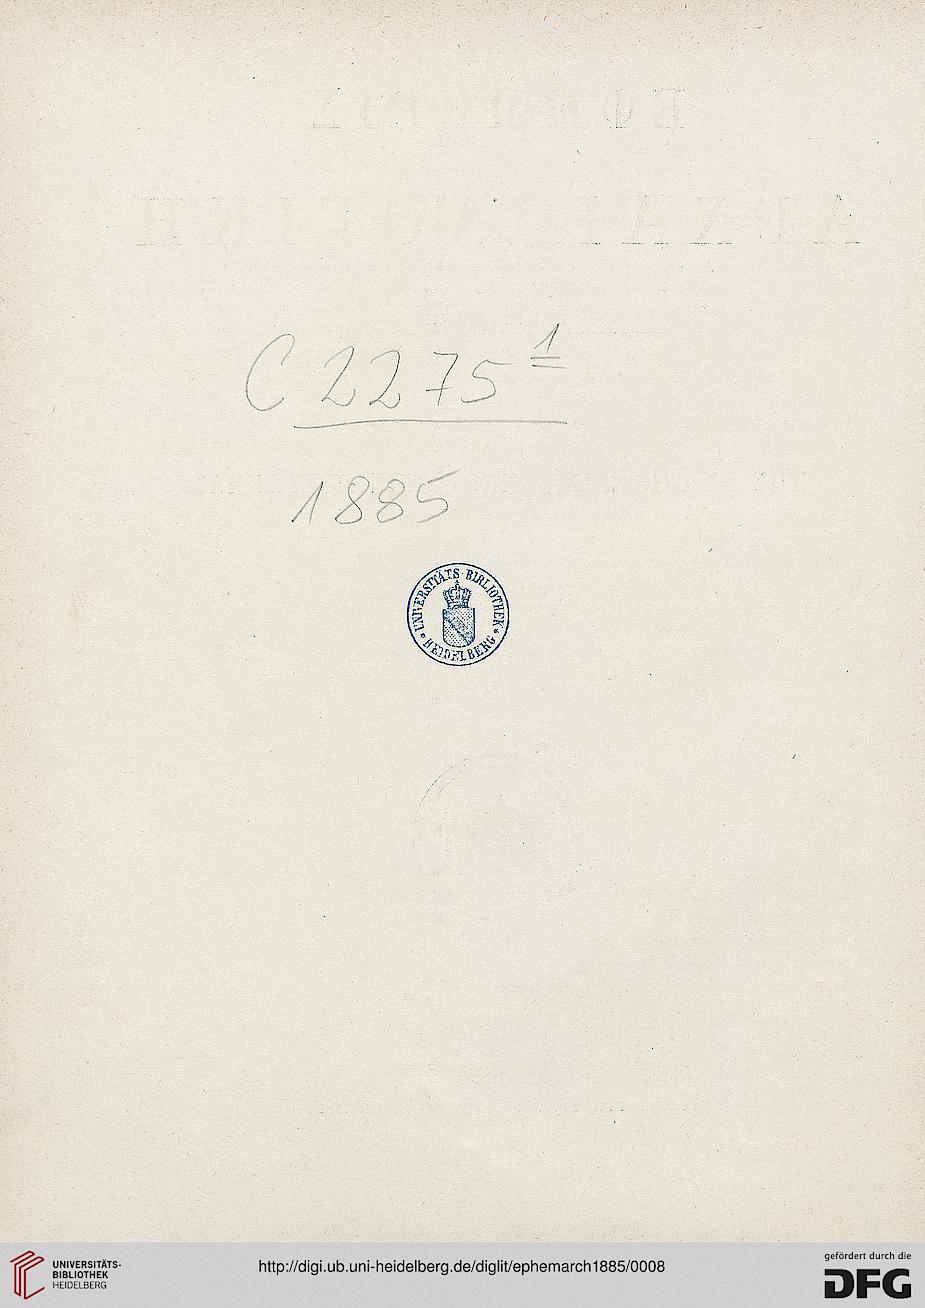 C 2275 1
1885
UNIVERSITÄTS-BIBLIOTHEK
* HEIDELBERG *
UNIVERSITÄTS-
BIBLIOTHEK
HEIDELBERG
http://digi.ub.uni-heidelberg.de/diglit/ephemarch1885/0008
gefördert durch die
DFG